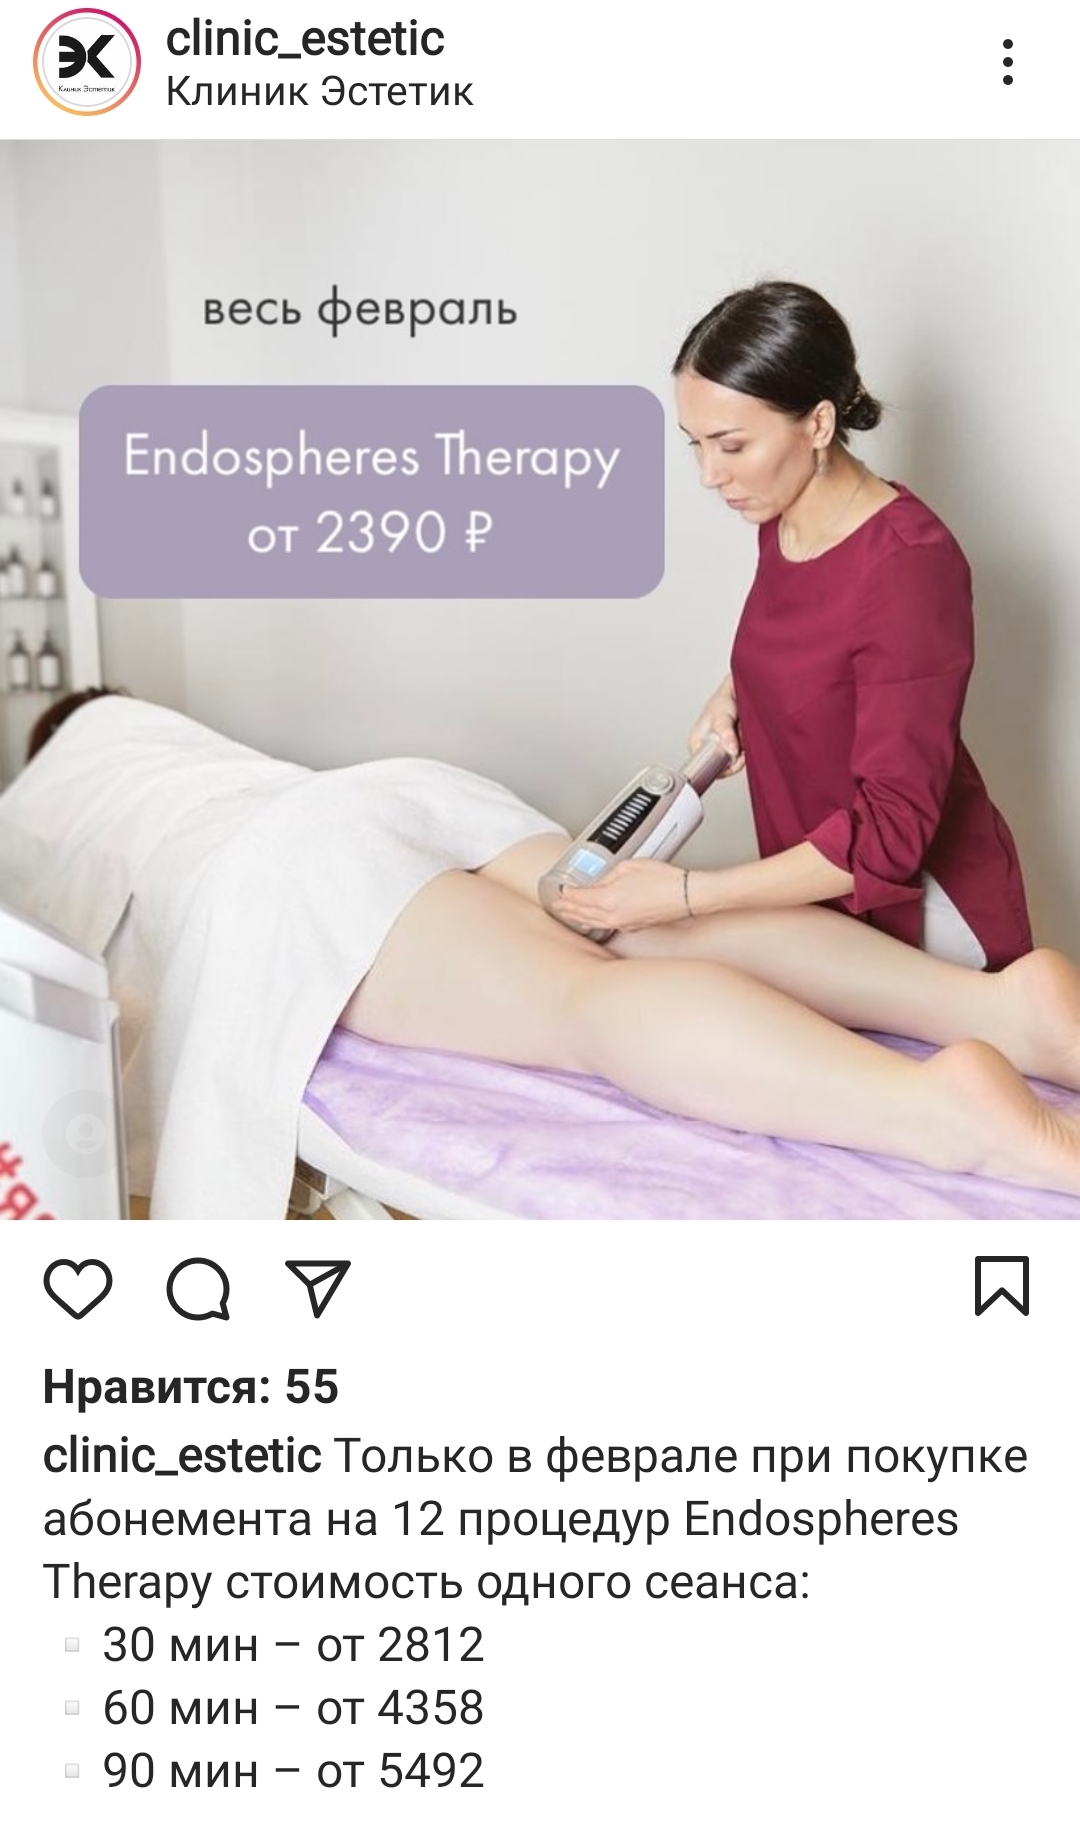 ЭК
Клиник Эстетик
clinic_estetic
Клиник Эстетик
весь февраль
Endospheres Therapy
от 2390 ₽
#Я
Нравится: 55
clinic_estetic Только в феврале при покупке
абонемента на 12 процедур Endospheres
Therapy стоимость одного сеанса:
▫️ 30 мин – от 2812
▫️ 60 мин – от 4358
▫️ 90 мин – от 5492